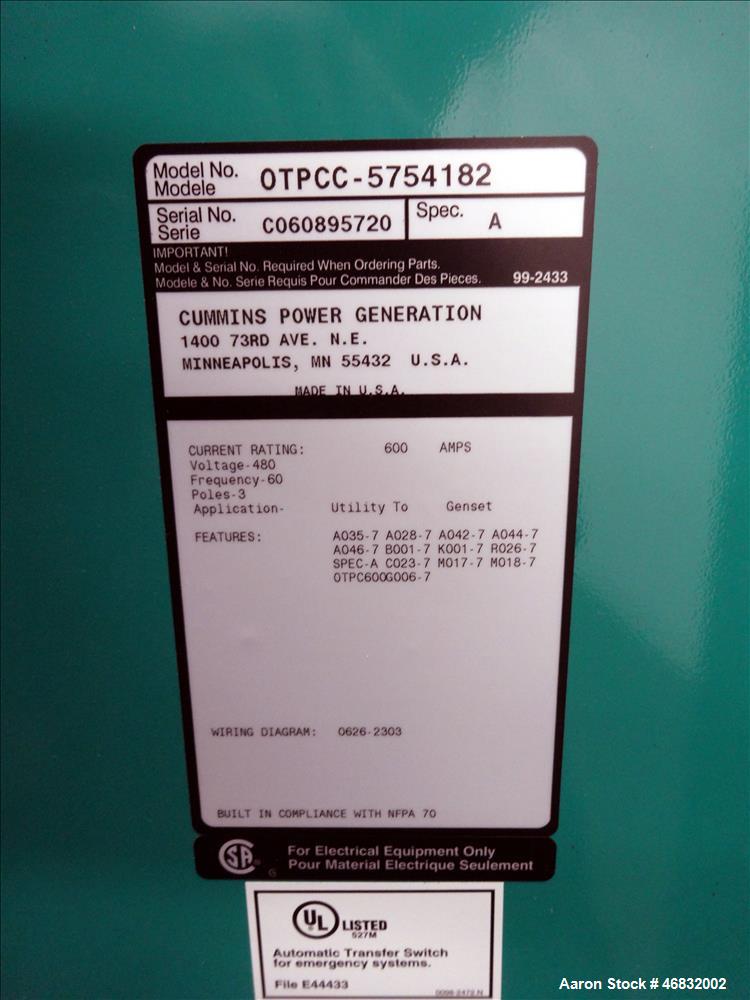 Model No. OTPCC-5754182
Modele
Serial No. C060895720 Spec. A
Serie
IMPORTANT!
Model & Serial No. Required When Ordering Parts.
Modele & No. Serie Requis Pour Commander Des Pieces. 99-2433
CUMMINS POWER GENERATION
1400 73RD AVE. N.E.
MINNEAPOLIS, MN 55432 U.S.A.
MADE IN U.S.A.
CURRENT RATING: 600 AMPS
Voltage-480
Frequency-60
Poles-3
Application- Utility To Genset
FEATURES: A035-7 A028-7 A042-7 A044-7
A046-7 B001-7 K001-7 R026-7
SPEC-A C023-7 M017-7 M018-7
OTPC600G006-7
WIRING DIAGRAM: 0626-2303
BUILT IN COMPLIANCE WITH NFPA 70
SA
For Electrical Equipment Only
Pour Material Electrique Seulement
UL LISTED
527M
Automatic Transfer Switch
for emergency systems.
File E44433
Aaron Stock # 46832002